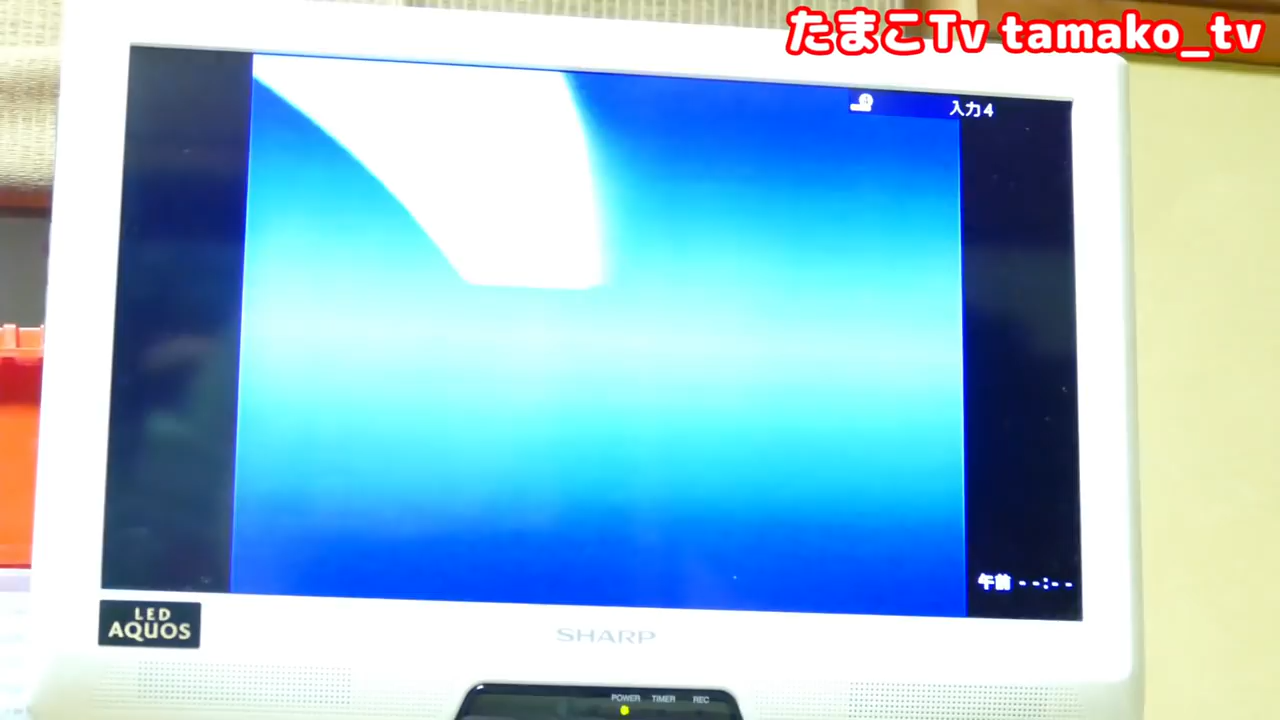 たまこTv tamako_tv
入力4
午前 --:--
LED
AQUOS
SHARP
POWER TIMER REC